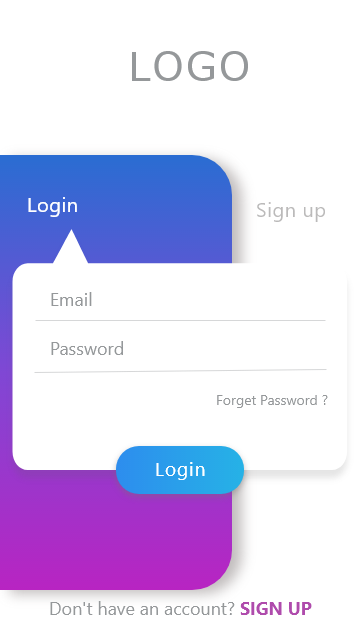 LOGO
Login
Sign up
Email
Password
Forget Password ?
Login
Don't have an account? SIGN UP